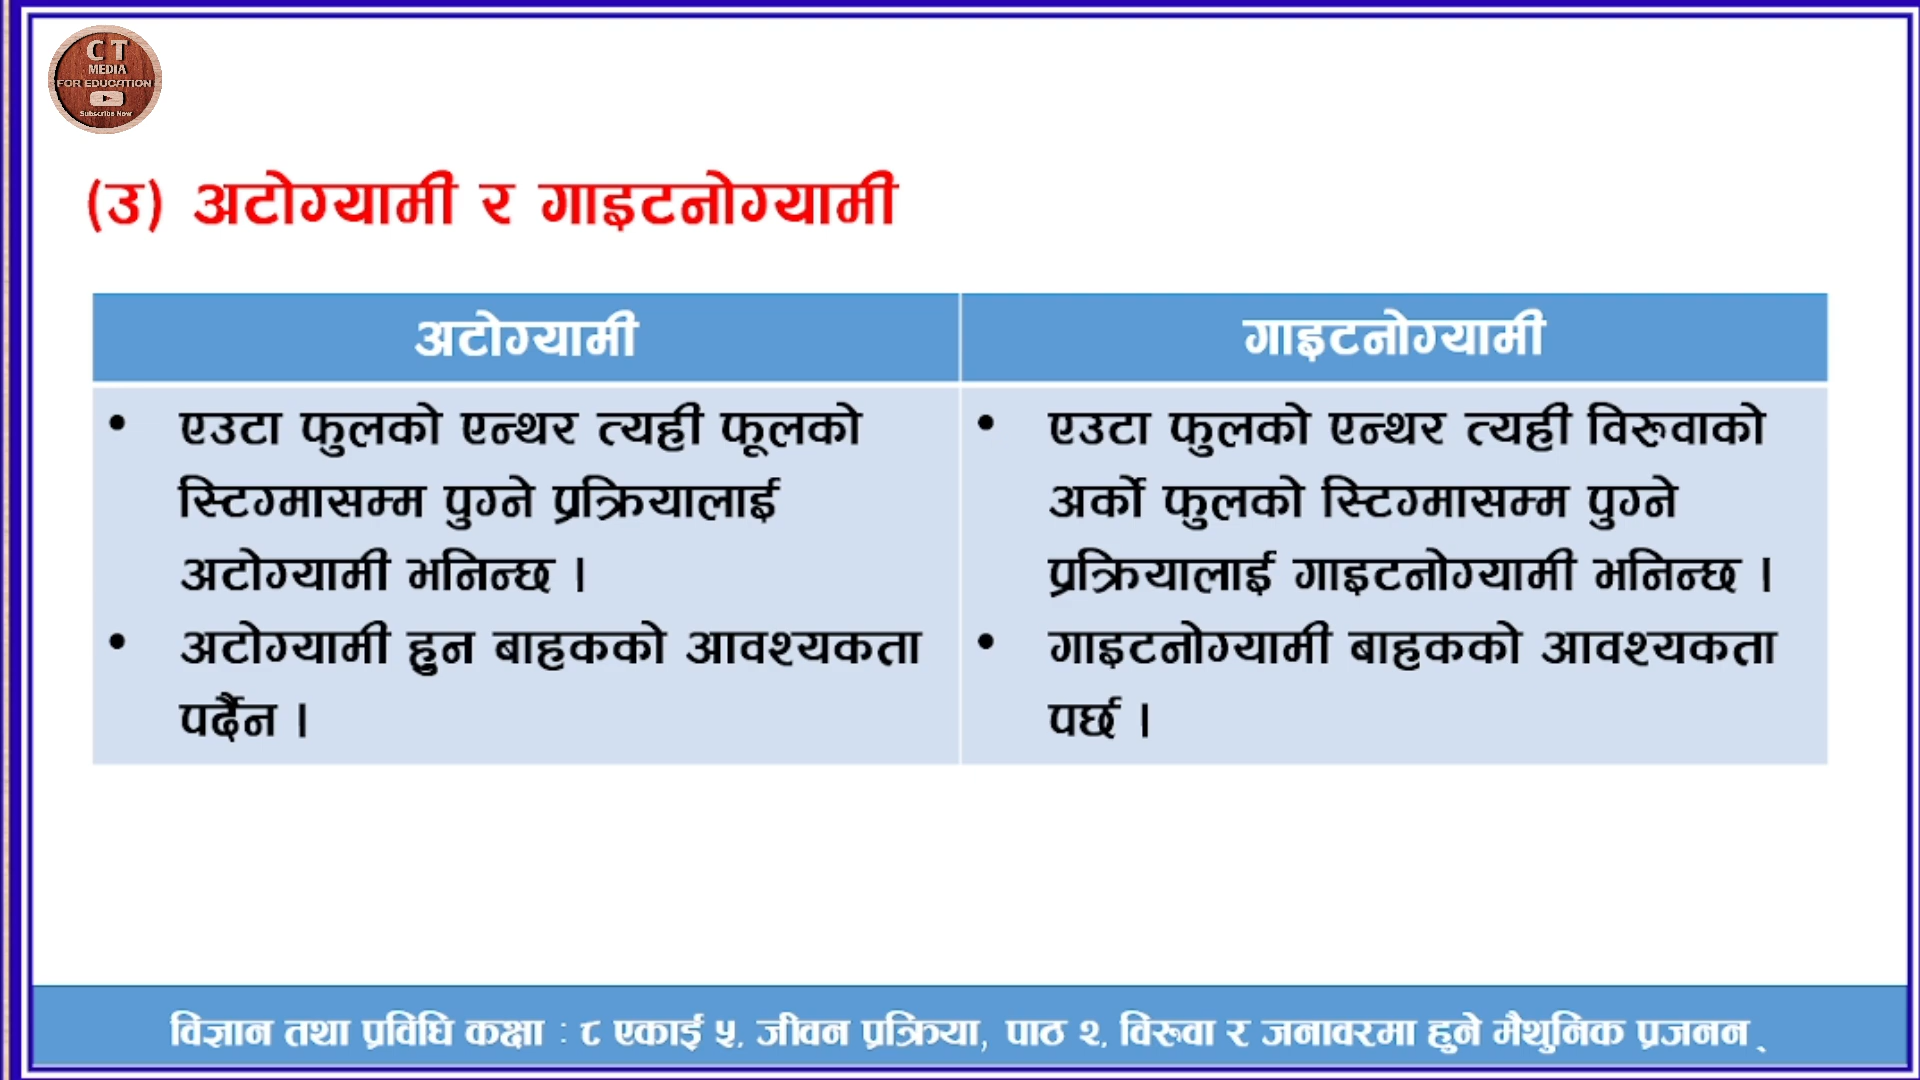 C T
MEDIA
FOR EDUCATION
Subscribe Now
(उ) अटोग्यामी र गाइटनोग्यामी
अटोग्यामी
गाइटनोग्यामी
• एउटा फुलको एन्थर त्यही फूलको
स्टिग्मासम्म पुग्ने प्रक्रियालाई
अटोग्यामी भनिन्छ ।
• अटोग्यामी हुन बाहकको आवश्यकता
पर्दैन ।
• एउटा फुलको एन्थर त्यही विरूवाको
अर्को फुलको स्टिग्मासम्म पुग्ने
प्रक्रियालाई गाइटनोग्यामी भनिन्छ ।
• गाइटनोग्यामी बाहकको आवश्यकता
पर्छ ।
विज्ञान तथा प्रविधि कक्षा : ८ एकाई ५. जीवन प्रक्रिया, पाठ २. विरूवा र जनावरमा हुने मैथुनिक प्रजनन्